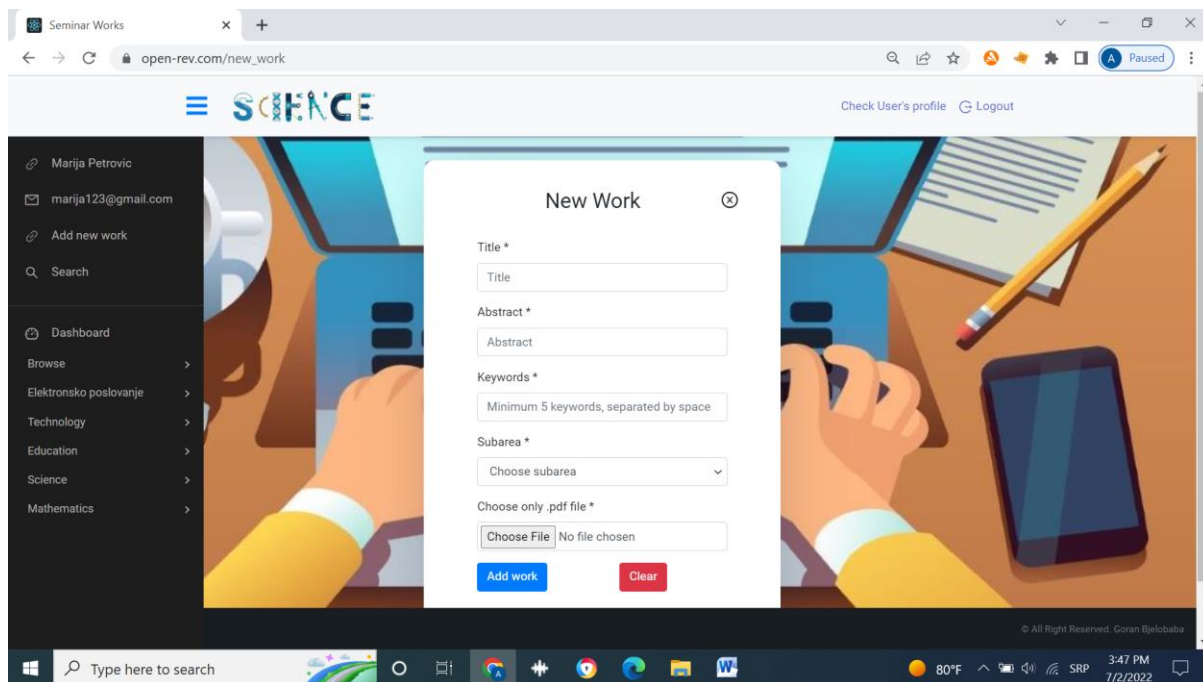 Seminar Works
open-rev.com/new_work
A Paused
SCIENCE
Check User's profile Logout
Marija Petrovic
marija123@gmail.com
Add new work
Search
Dashboard
Browse
Elektronsko poslovanje
Technology
Education
Science
Mathematics
New Work
Title *
Title
Abstract *
Abstract
Keywords *
Minimum 5 keywords, separated by space
Subarea *
Choose subarea
Choose only .pdf file *
Choose File No file chosen
Add work Clear
© All Right Reserved. Goran Bjelobaba
Type here to search
80°F SRP 3:47 PM
7/2/2022